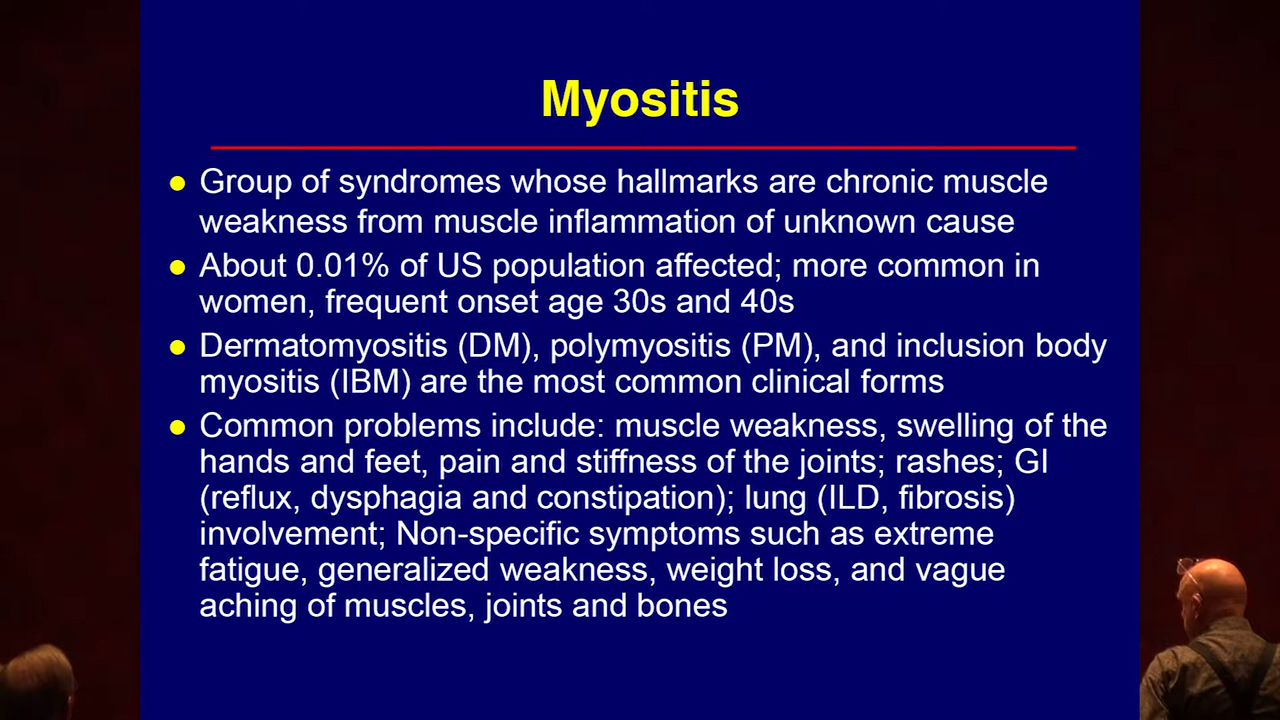 Myositis
● Group of syndromes whose hallmarks are chronic muscle
weakness from muscle inflammation of unknown cause
● About 0.01% of US population affected; more common in
women, frequent onset age 30s and 40s
● Dermatomyositis (DM), polymyositis (PM), and inclusion body
myositis (IBM) are the most common clinical forms
● Common problems include: muscle weakness, swelling of the
hands and feet, pain and stiffness of the joints; rashes; GI
(reflux, dysphagia and constipation); lung (ILD, fibrosis)
involvement; Non-specific symptoms such as extreme
fatigue, generalized weakness, weight loss, and vague
aching of muscles, joints and bones